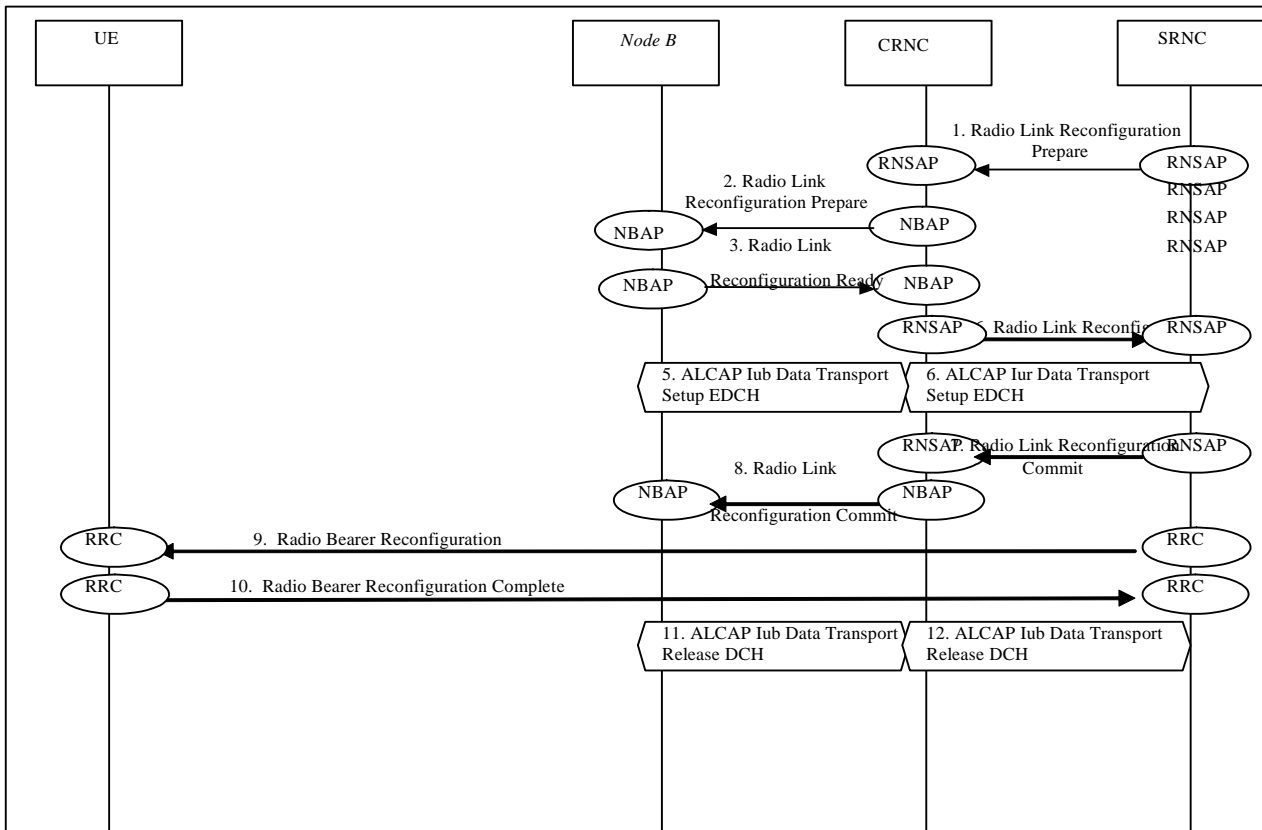 UE
Node B
CRNC
SRNC
1. Radio Link Reconfiguration
Prepare
RNSAP
RNSAP
RNSAP
RNSAP
RNSAP
2. Radio Link
Reconfiguration Prepare
NBAP
NBAP
3. Radio Link
Reconfiguration Ready
NBAP
NBAP
RNSAP
Radio Link
RNSAP
5. ALCAP Iub Data Transport
Setup EDCH
6. ALCAP Iur Data Transport
Setup EDCH
RNSAP
7. Radio Link Reconfiguration
Commit
RNSAP
8. Radio Link
Reconfiguration Commit
NBAP
NBAP
RRC
9. Radio Bearer Reconfiguration
RRC
RRC
10. Radio Bearer Reconfiguration Complete
RRC
11. ALCAP Iub Data Transport
Release DCH
12. ALCAP Iub Data Transport
Release DCH